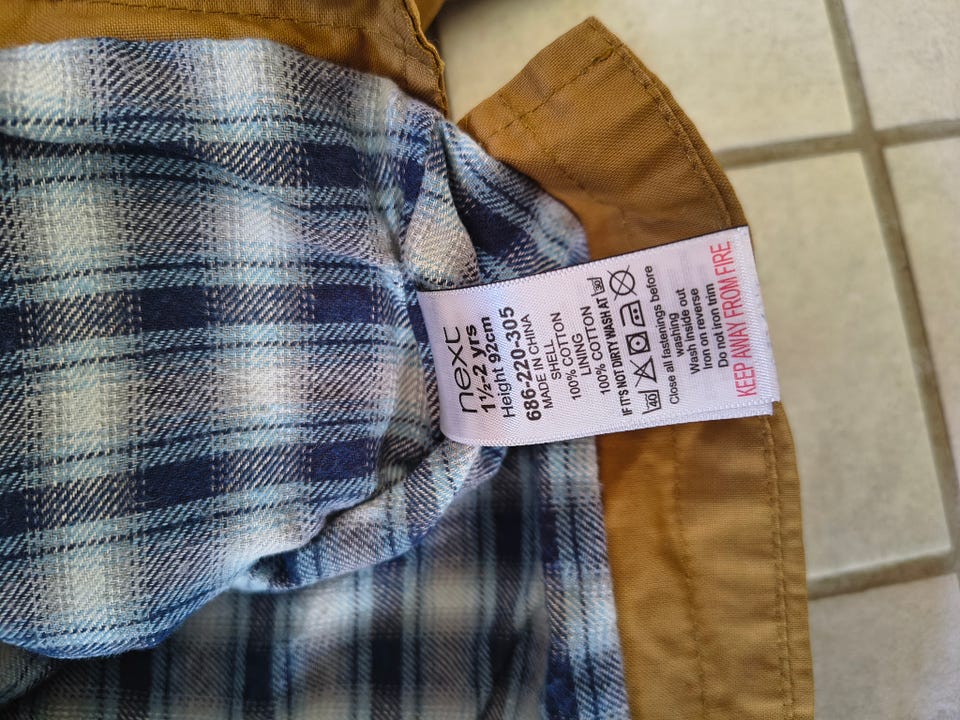 next
1½-2 yrs
Height 92cm
686-220-305
MADE IN CHINA
SHELL
100% COTTON
LINING
100% COTTON
IF IT'S NOT DIRTY WASH AT 30
40
Close all fastenings before
washing
Wash inside out
Iron on reverse
Do not iron trim
KEEP AWAY FROM FIRE